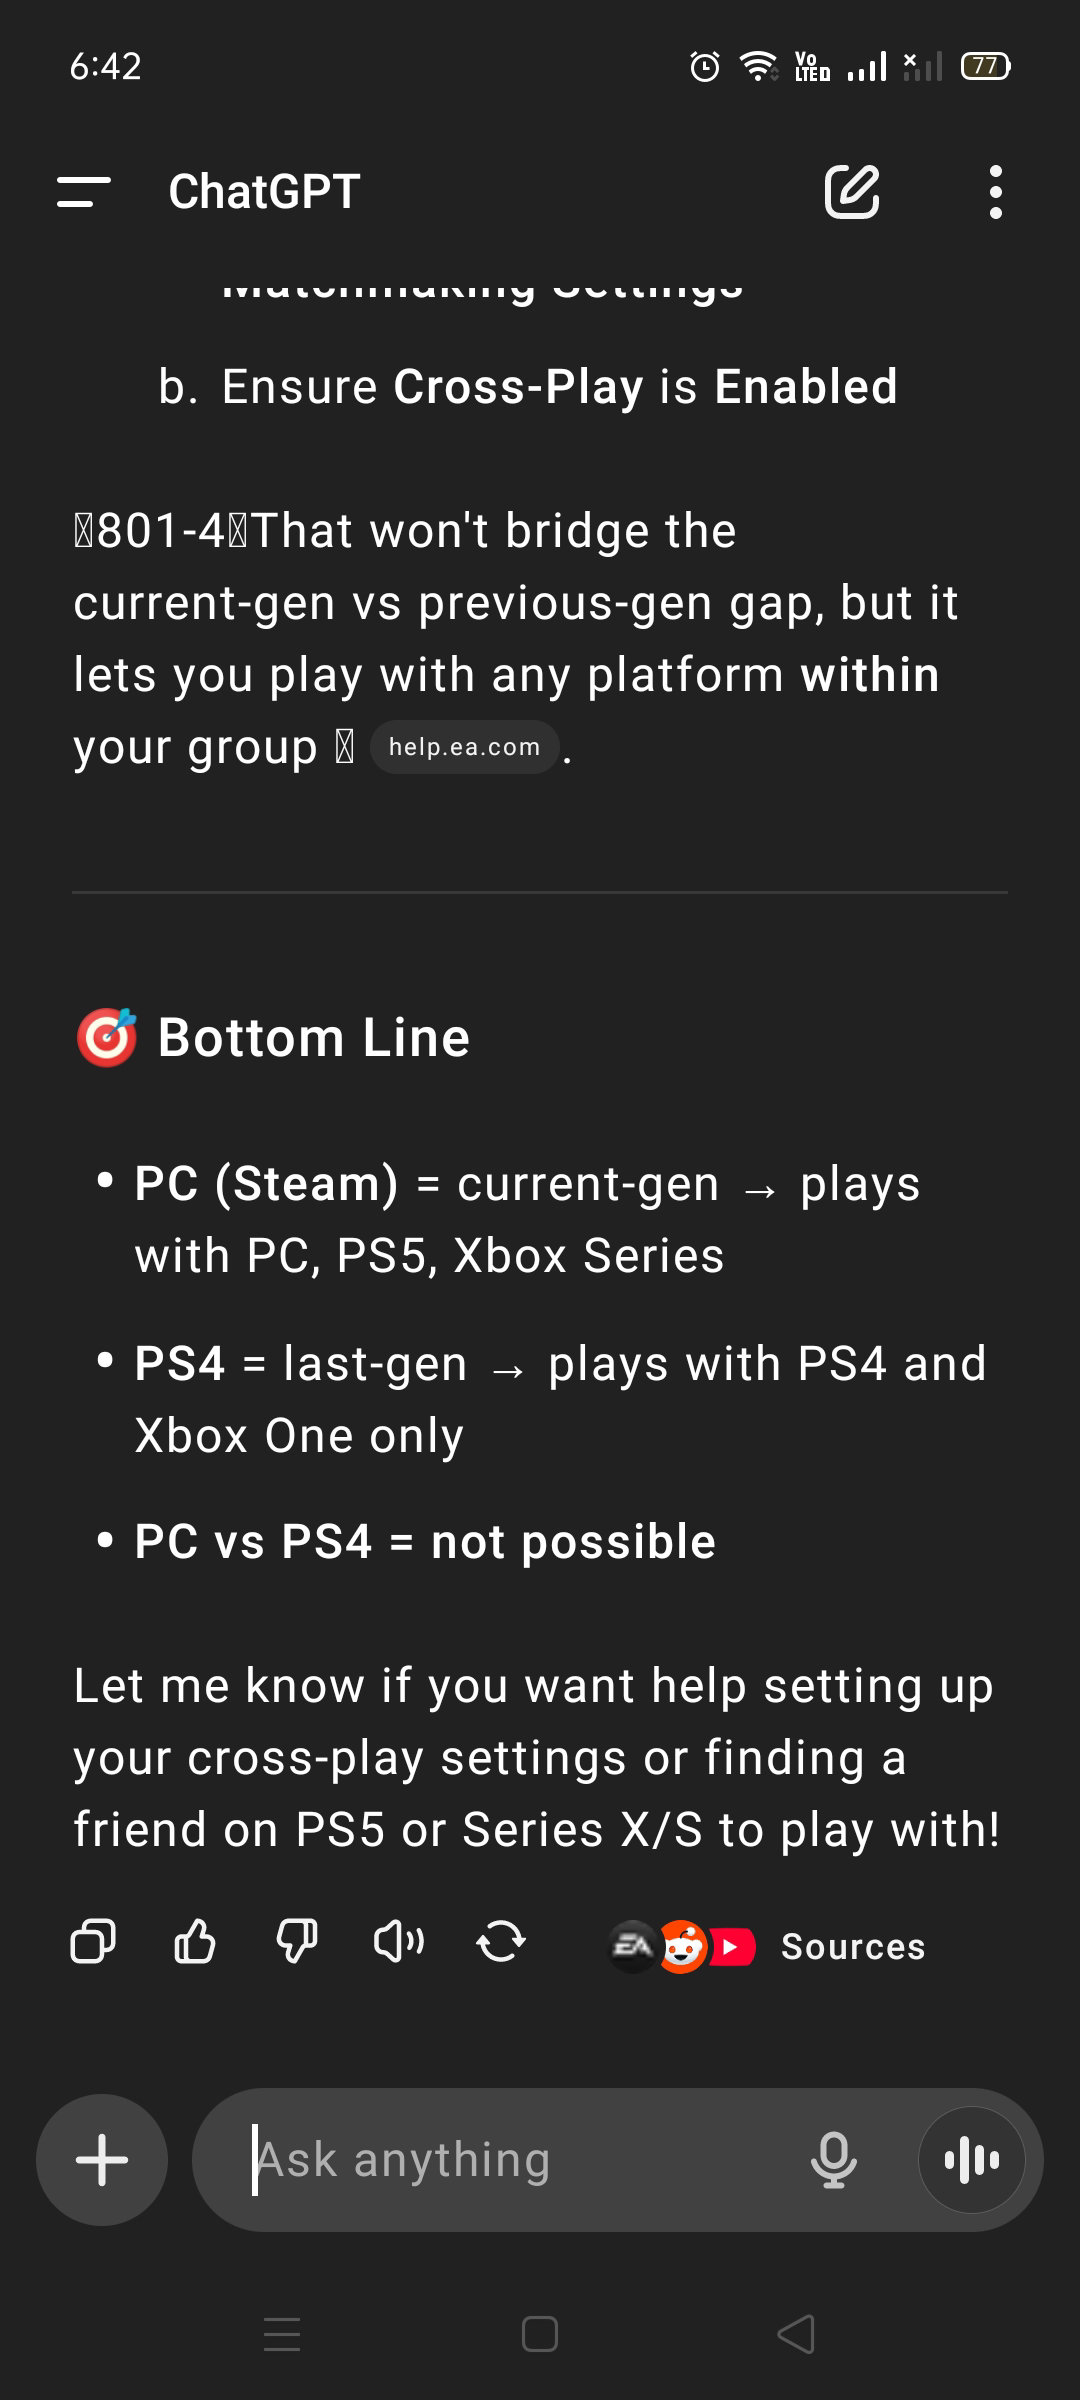 6:42
Vo
LTE D
77
ChatGPT
Matchmaking Settings
b. Ensure Cross-Play is Enabled
801-4That won't bridge the
current-gen vs previous-gen gap, but it
lets you play with any platform within
your group help.ea.com.
🎯 Bottom Line
• PC (Steam) = current-gen → plays
with PC, PS5, Xbox Series
• PS4 = last-gen → plays with PS4 and
Xbox One only
• PC vs PS4 = not possible
Let me know if you want help setting up
your cross-play settings or finding a
friend on PS5 or Series X/S to play with!
EA
Sources
Ask anything